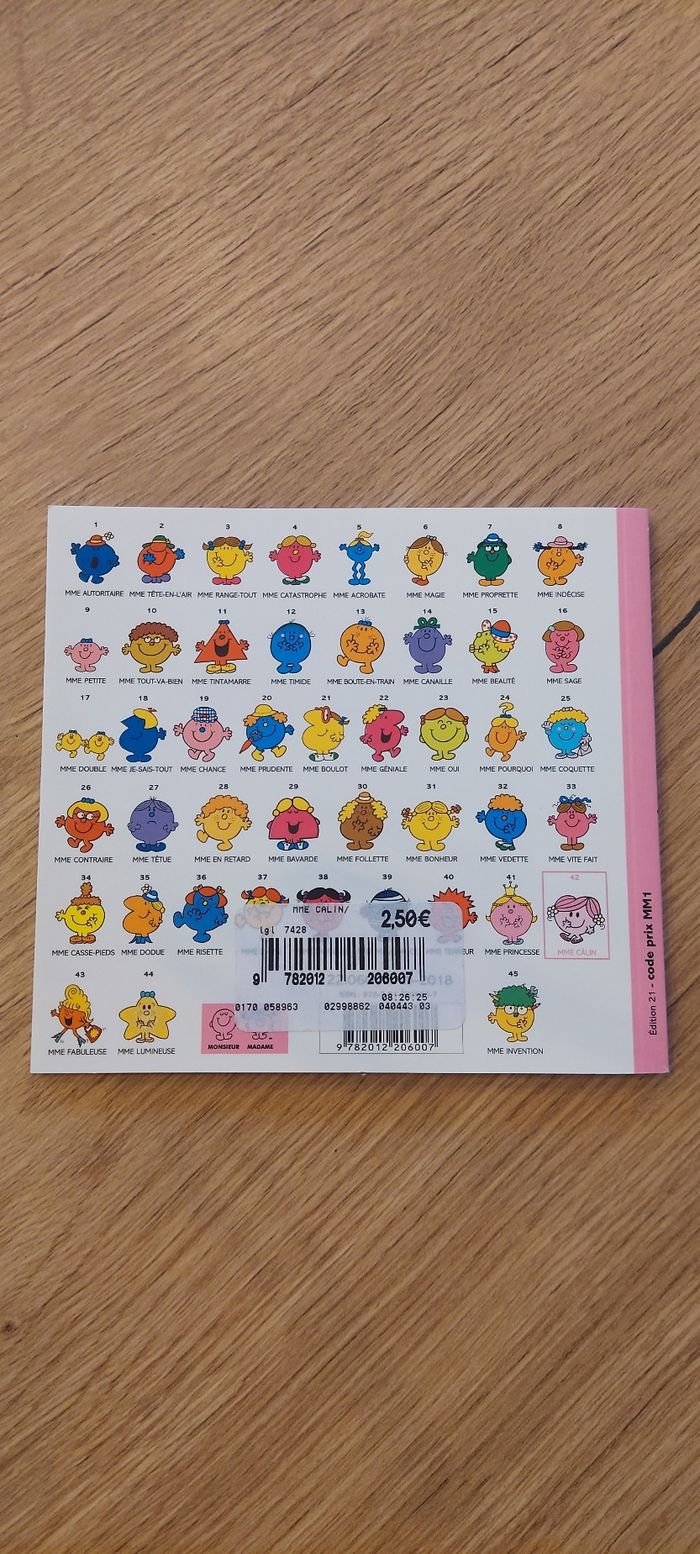 1 2 3 4 5 6 7 8
MME AUTORITAIRE MME TÊTE-EN-L'AIR MME RANGE-TOUT MME CATASTROPHE MME ACROBATE MME MAGIE MME PROPRETTE MME INDÉCISE
9 10 11 12 13 14 15 16
MME PETITE MME TOUT-VA-BIEN MME TINTAMARRE MME TIMIDE MME BOUTE-EN-TRAIN MME CANAILLE MME BEAUTÉ MME SAGE
17 18 19 20 21 22 23 24 25
MME DOUBLE MME JE-SAIS-TOUT MME CHANCE MME PRUDENTE MME BOULOT MME GÉNIALE MME OUI MME POURQUOI MME COQUETTE
26 27 28 29 30 31 32 33
MME CONTRAIRE MME TÊTUE MME EN RETARD MME BAVARDE MME FOLLETTE MME BONHEUR MME VEDETTE MME VITE FAIT
34 35 36 37 38 39 40 41 42
MME CASSE-PIEDS MME DODUE MME RISETTE MME PRINCESSE MME CÂLIN
MME CALIN/ 2,50€
lgl 7428
9 782012 206007
08:26:25
0170 058963 02998862 040443 03
43 44 45
MME FABULEUSE MME LUMINEUSE MONSIEUR MADAME 9 782012 206007 MME INVENTION
Édition 21 - code prix MM1